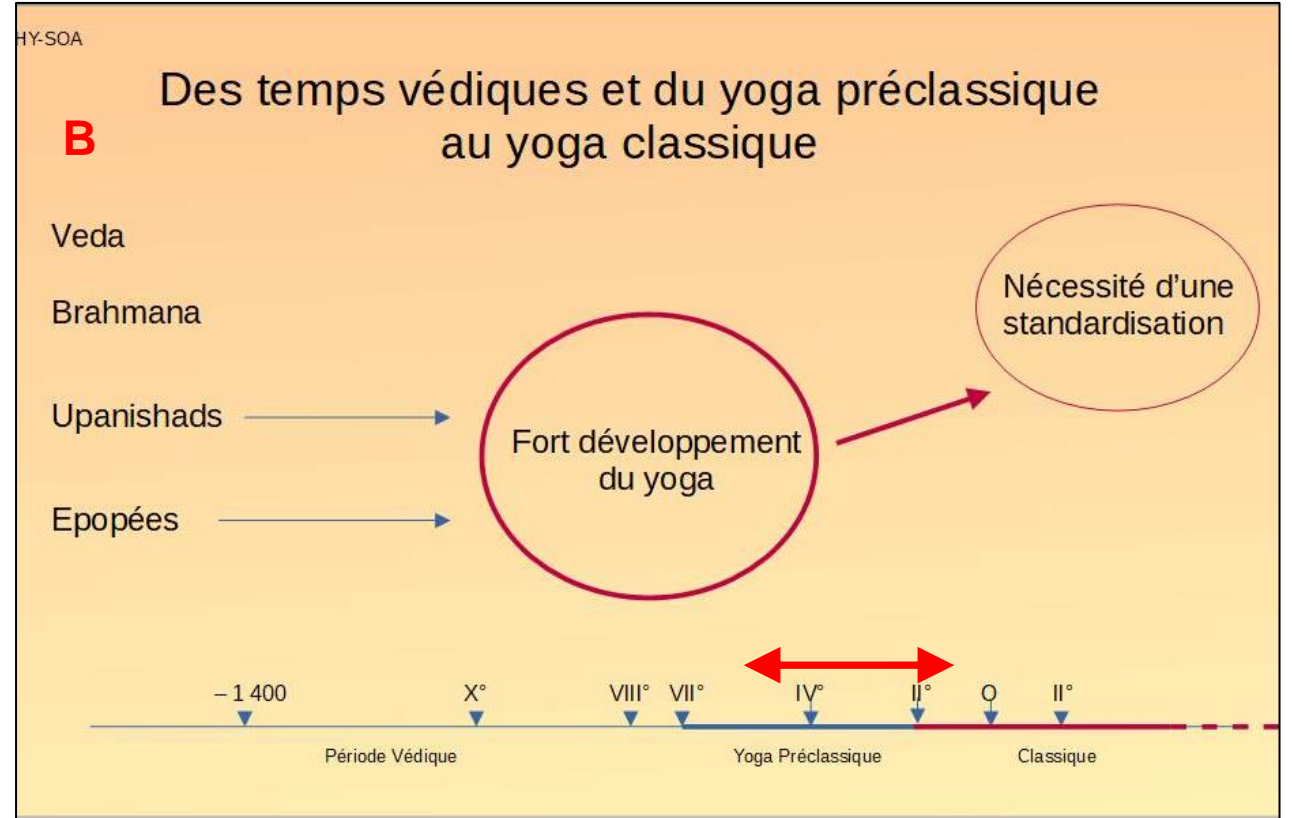 HY-SOA
Des temps védiques et du yoga préclassique
au yoga classique
B
Veda
Brahmana
Upanishads
Epopées
Fort développement
du yoga
Nécessité d’une
standardisation
– 1 400 X° VIII° VII° IV° II° O II°
Période Védique Yoga Préclassique Classique